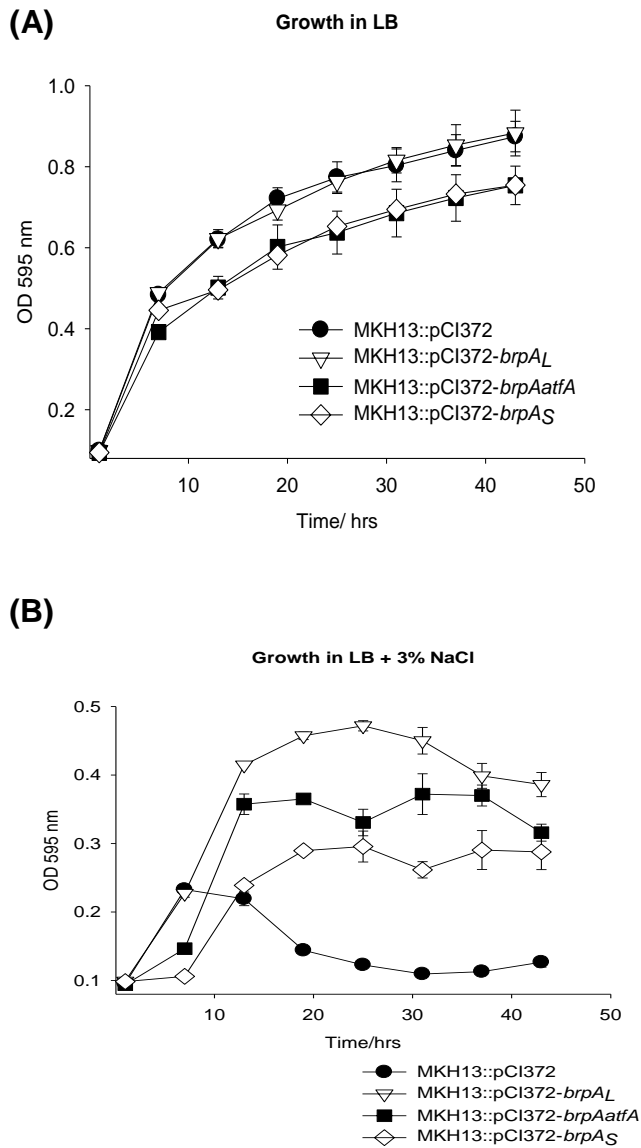 (A)
Growth in LB
1.0
0.8
0.6
0.4
0.2
OD 595 nm
MKH13::pCI372
MKH13::pCI372-brpAL
MKH13::pCI372-brpAatfA
MKH13::pCI372-brpAS
10 20 30 40 50
Time/ hrs
(B)
Growth in LB + 3% NaCl
0.5
0.4
0.3
0.2
0.1
OD 595 nm
10 20 30 40 50
Time/hrs
MKH13::pCI372
MKH13::pCI372-brpAL
MKH13::pCI372-brpAatfA
MKH13::pCI372-brpAS